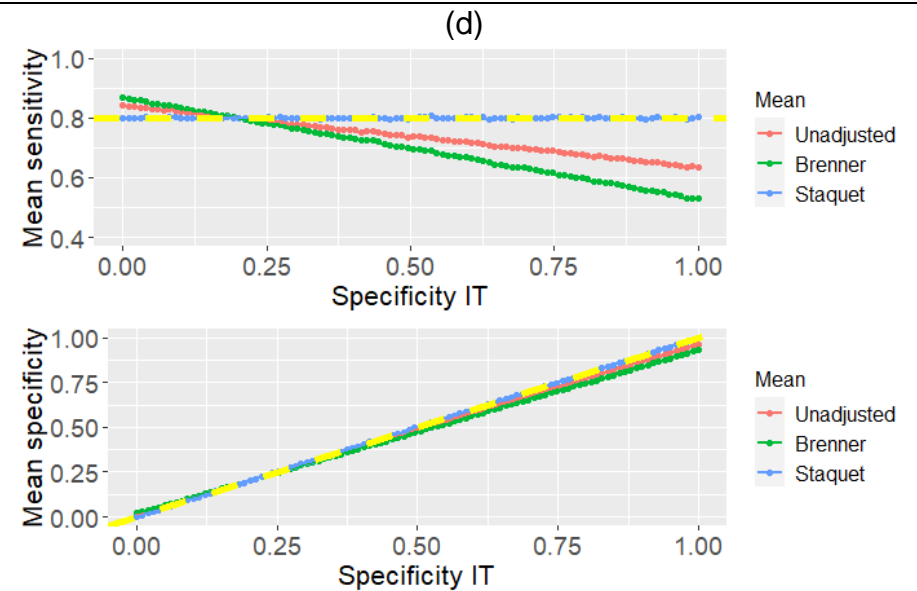 (d)
Mean sensitivity
1.0
0.8
0.6
0.4
0.00 0.25 0.50 0.75 1.00
Specificity IT
Mean
Unadjusted
Brenner
Staquet
Mean specificity
1.00
0.75
0.50
0.25
0.00
0.00 0.25 0.50 0.75 1.00
Specificity IT
Mean
Unadjusted
Brenner
Staquet